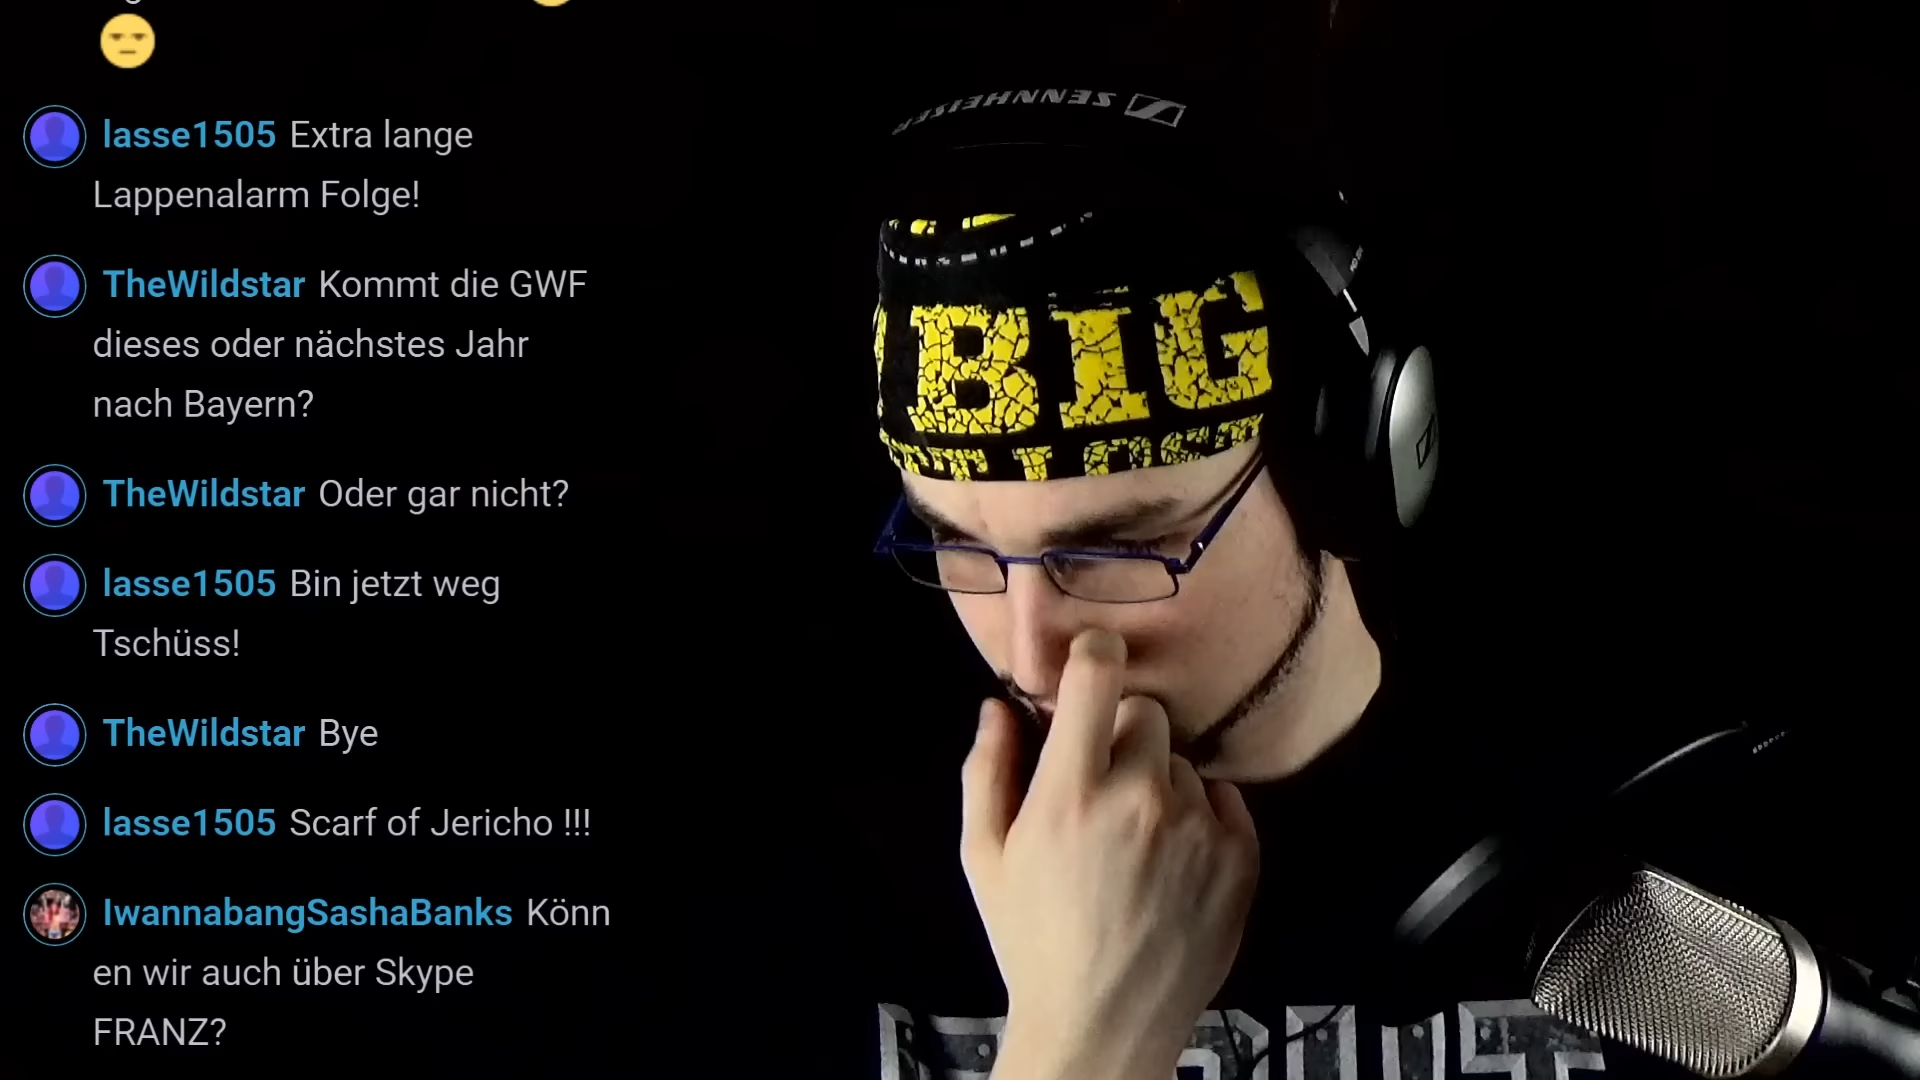 lasse1505 Extra lange
Lappenalarm Folge!
TheWildstar Kommt die GWF
dieses oder nächstes Jahr
nach Bayern?
TheWildstar Oder gar nicht?
lasse1505 Bin jetzt weg
Tschüss!
TheWildstar Bye
lasse1505 Scarf of Jericho !!!
IwannabangSashaBanks Könn
en wir auch über Skype
FRANZ?
SENNHEISER
BIG